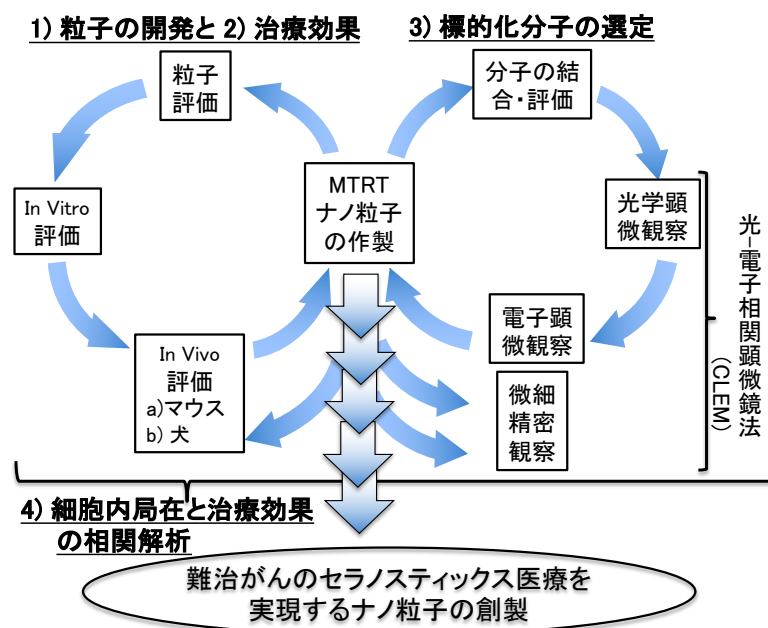 1) 粒子の開発と 2) 治療効果
3) 標的化分子の選定
粒子
評価
分子の結
合・評価
MTRT
ナノ粒子
の作製
In Vitro
評価
光学顕
微観察
電子顕
微観察
In Vivo
評価
a)マウス
b) 犬
微細
精密
観察
光-電子相関顕微鏡法
(CLEM)
4) 細胞内局在と治療効果
の相関解析
難治がんのセラノスティックス医療を
実現するナノ粒子の創製